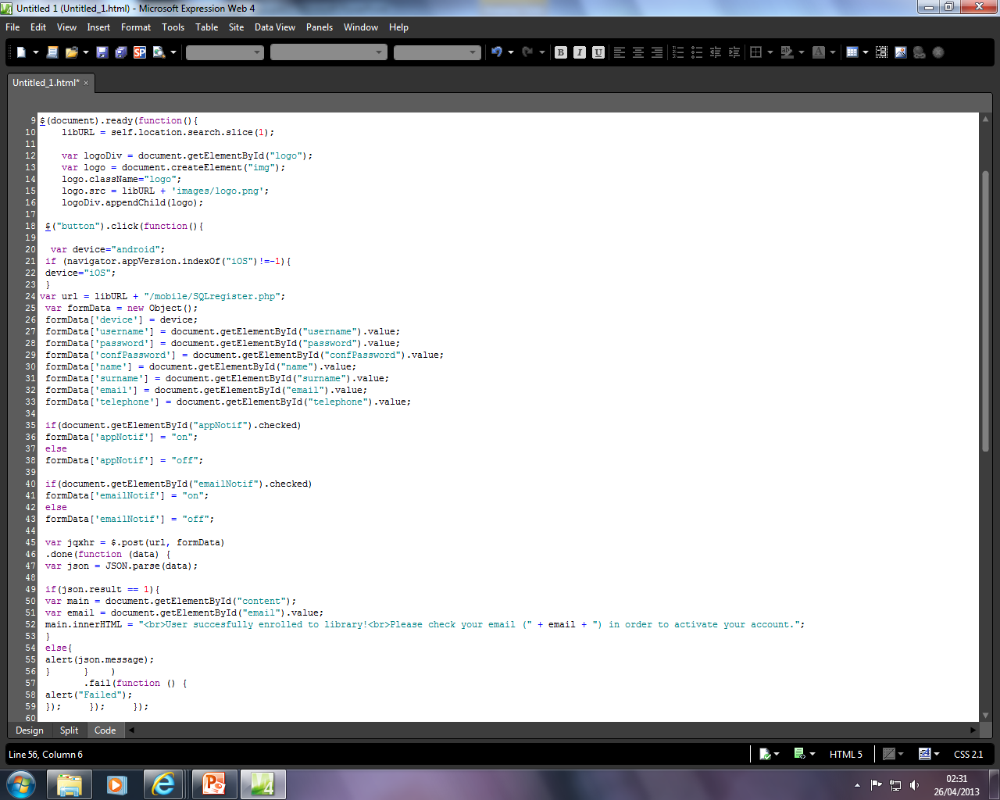 Untitled 1 (Untitled_1.html) - Microsoft Expression Web 4
File Edit View Insert Format Tools Table Site Data View Panels Window Help
Untitled_1.html* ×
9 $(document).ready(function(){
10 libURL = self.location.search.slice(1);
11
12 var logoDiv = document.getElementById("logo");
13 var logo = document.createElement("img");
14 logo.className="logo";
15 logo.src = libURL + 'images/logo.png';
16 logoDiv.appendChild(logo);
17
18 $("button").click(function(){
19
20 var device="android";
21 if (navigator.appVersion.indexOf("iOS")!=-1){
22 device="iOS";
23 }
24 var url = libURL + "/mobile/SQLregister.php";
25 var formData = new Object();
26 formData['device'] = device;
27 formData['username'] = document.getElementById("username").value;
28 formData['password'] = document.getElementById("password").value;
29 formData['confPassword'] = document.getElementById("confPassword").value;
30 formData['name'] = document.getElementById("name").value;
31 formData['surname'] = document.getElementById("surname").value;
32 formData['email'] = document.getElementById("email").value;
33 formData['telephone'] = document.getElementById("telephone").value;
34
35 if(document.getElementById("appNotif").checked)
36 formData['appNotif'] = "on";
37 else
38 formData['appNotif'] = "off";
39
40 if(document.getElementById("emailNotif").checked)
41 formData['emailNotif'] = "on";
42 else
43 formData['emailNotif'] = "off";
44
45 var jqxhr = $.post(url, formData)
46 .done(function (data) {
47 var json = JSON.parse(data);
48
49 if(json.result == 1){
50 var main = document.getElementById("content");
51 var email = document.getElementById("email").value;
52 main.innerHTML = "<br>User succesfully enrolled to library!<br>Please check your email (" + email + ") in order to activate your account.";
53 }
54 else{
55 alert(json.message);
56 } } )
57 .fail(function () {
58 alert("Failed");
59 }); }); });
60
Design Split Code
Line 56, Column 6 HTML 5 CSS 2.1
02:31
26/04/2013